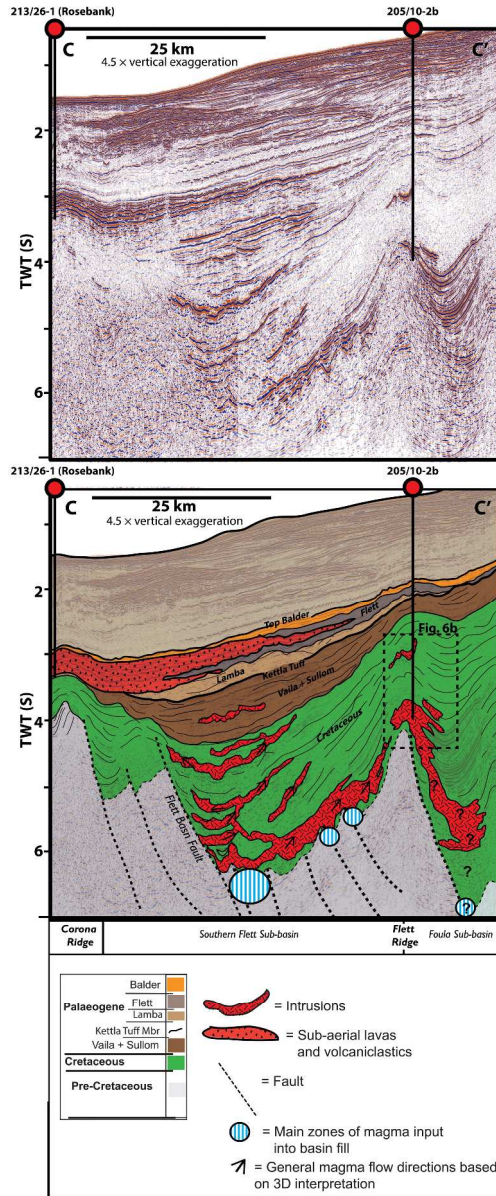 213/26-1 (Rosebank)
205/10-2b
C
25 km
C'
4.5 × vertical exaggeration
2
4
6
TWT (S)
213/26-1 (Rosebank)
205/10-2b
C
25 km
C'
4.5 × vertical exaggeration
2
4
6
TWT (S)
Top Balder
Flett
Fig. 6b
Lamba
Kettla Tuff
Vaila + Sullom
Cretaceous
Flett Basn Fault
?
?
?
?
Corona
Ridge
Southern Flett Sub-basin
Flett
Ridge
Foula Sub-basin
Balder
Palaeogene
Flett
Lamba
Kettla Tuff Mbr
Vaila + Sullom
Cretaceous
Pre-Cretaceous
= Intrusions
= Sub-aerial lavas
and volcaniclastics
= Fault
= Main zones of magma input
into basin fill
= General magma flow directions based
on 3D interpretation